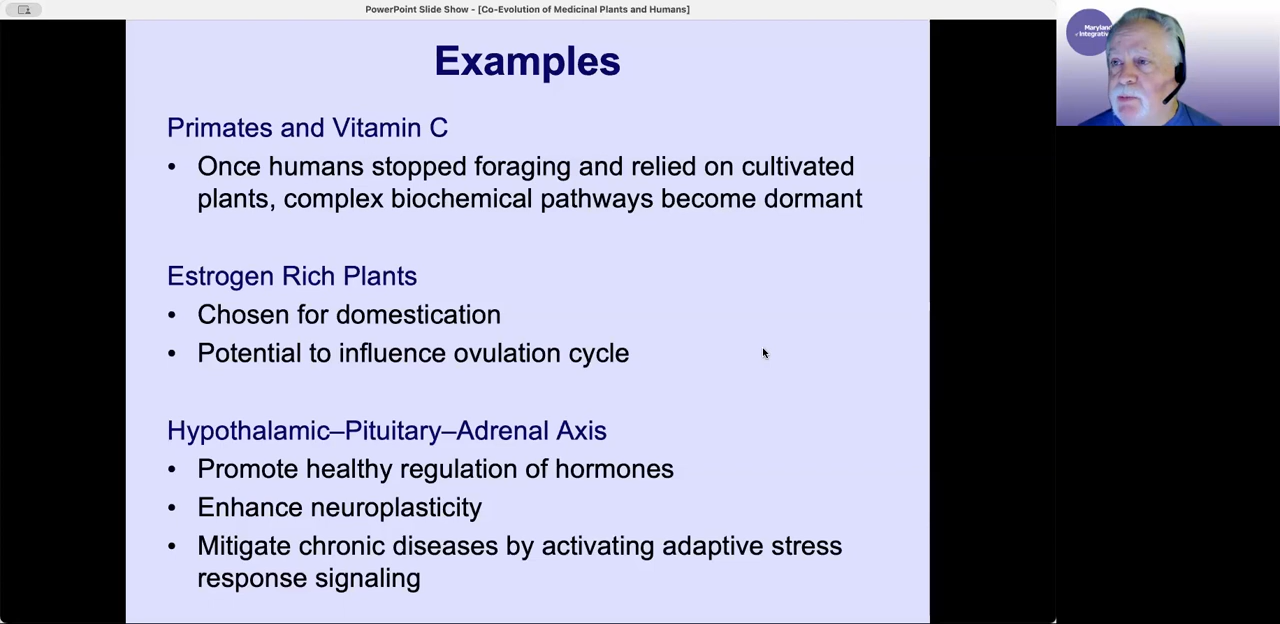 PowerPoint Slide Show - [Co-Evolution of Medicinal Plants and Humans]
Examples
Primates and Vitamin C
• Once humans stopped foraging and relied on cultivated
plants, complex biochemical pathways become dormant
Estrogen Rich Plants
• Chosen for domestication
• Potential to influence ovulation cycle
Hypothalamic–Pituitary–Adrenal Axis
• Promote healthy regulation of hormones
• Enhance neuroplasticity
• Mitigate chronic diseases by activating adaptive stress
response signaling
Maryland